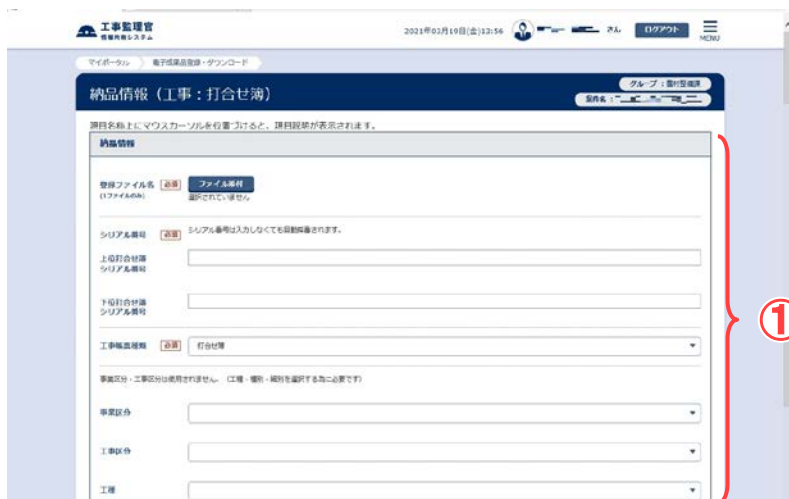 工事監理官
情報共有システム
2021年03月19日(金)13:56
さん
ログアウト
MENU
マイポータル
電子成果品登録・ダウンロード
納品情報（工事：打合せ簿）
グループ：農村整備課
案件名：
項目名称上にマウスカーソルを位置づけると、項目説明が表示されます。
納品情報
登録ファイル名 必須 ファイル添付
(1ファイルのみ) 選択されていません
シリアル番号 必須 シリアル番号は入力しなくても自動採番されます。
上位打合せ簿
シリアル番号
下位打合せ簿
シリアル番号
①
工事帳票種類 必須 打合せ簿
事業区分・工事区分は使用されません。（工種・種別・細別を選択する為に必要です）
事業区分
工事区分
工種